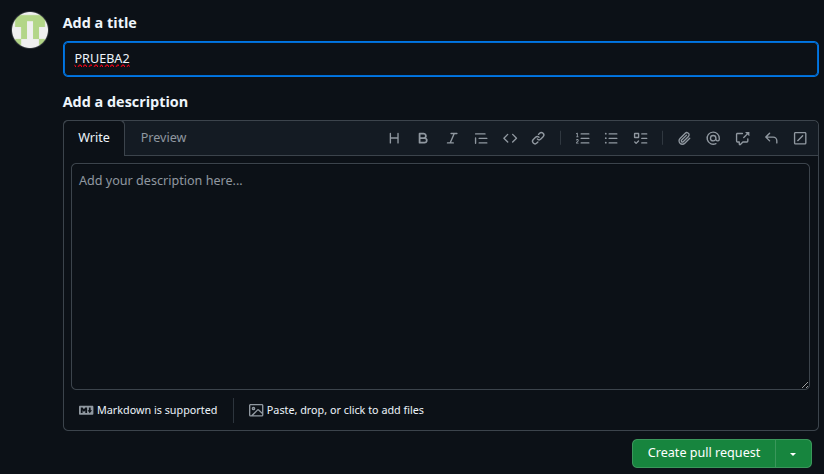 Add a title
PRUEBA2
Add a description
Write Preview
Add your description here...
Markdown is supported Paste, drop, or click to add files
Create pull request